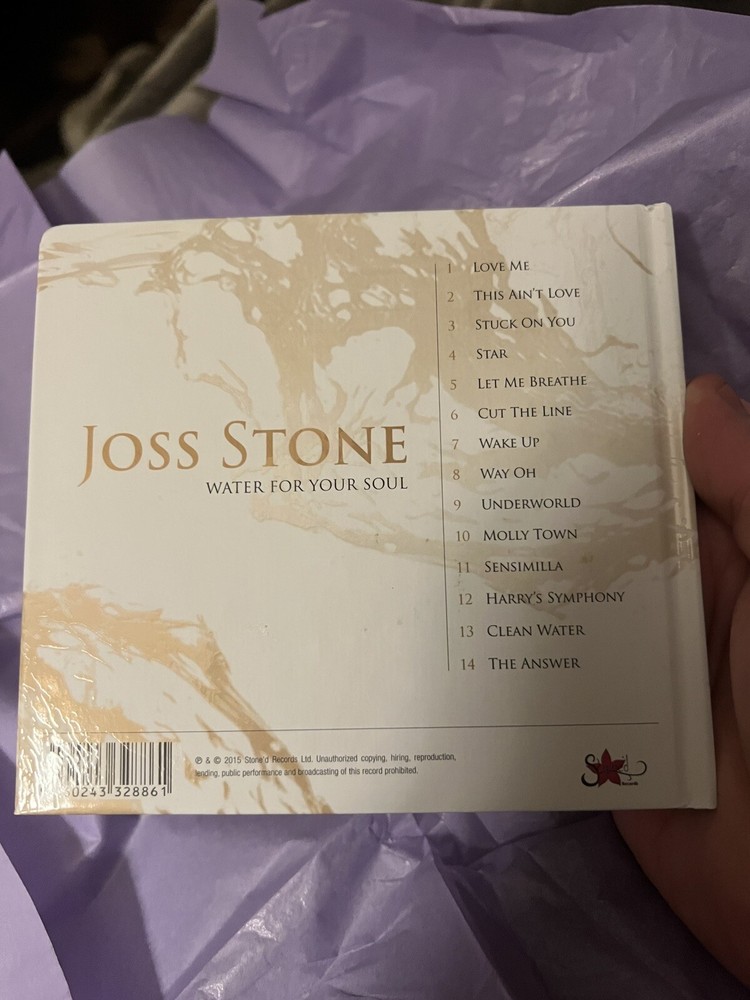 JOSS STONE
WATER FOR YOUR SOUL
1 LOVE ME
2 THIS AIN'T LOVE
3 STUCK ON YOU
4 STAR
5 LET ME BREATHE
6 CUT THE LINE
7 WAKE UP
8 WAY OH
9 UNDERWORLD
10 MOLLY TOWN
11 SENSIMILLA
12 HARRY'S SYMPHONY
13 CLEAN WATER
14 THE ANSWER
℗ & © 2015 Stone'd Records Ltd. Unauthorized copying, hiring, reproduction,
lending, public performance and broadcasting of this record prohibited.
328861
Records